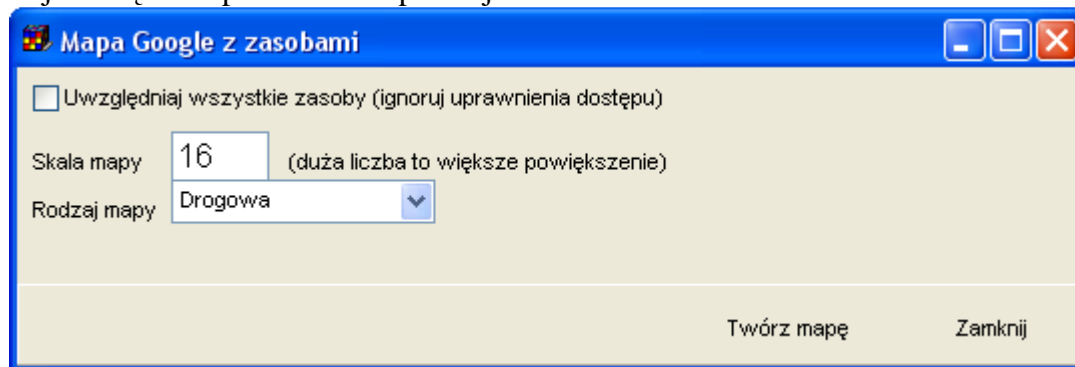 Mapa Google z zasobami
Uwzględniaj wszystkie zasoby (ignoruj uprawnienia dostępu)
Skala mapy 16 (duża liczba to większe powiększenie)
Rodzaj mapy Drogowa
Twórz mapę Zamknij